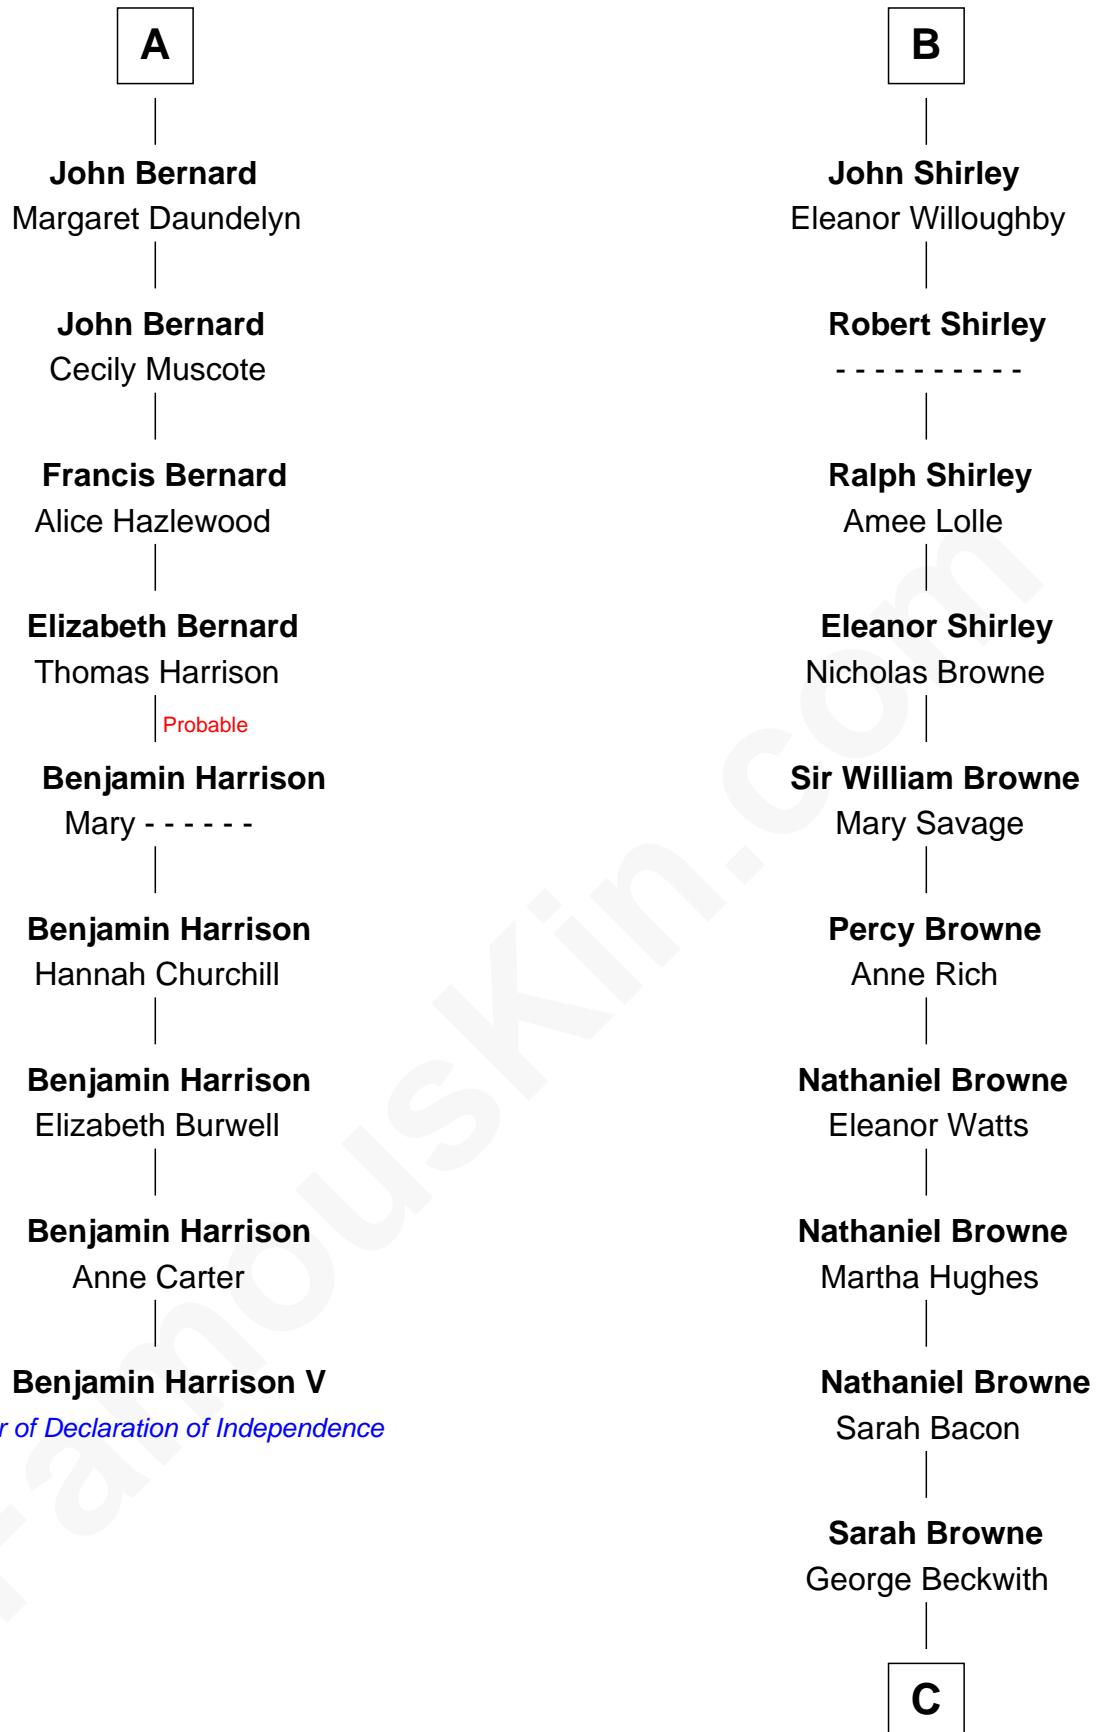 A
John Bernard
Margaret Daundelyn
John Bernard
Cecily Muscote
Francis Bernard
Alice Hazlewood
Elizabeth Bernard
Thomas Harrison
Probable
Benjamin Harrison
Mary - - - - - -
Benjamin Harrison
Hannah Churchill
Benjamin Harrison
Elizabeth Burwell
Benjamin Harrison
Anne Carter
Benjamin Harrison V
r of Declaration of Independence
B
John Shirley
Eleanor Willoughby
Robert Shirley
- - - - - - - - - -
Ralph Shirley
Amee Lolle
Eleanor Shirley
Nicholas Browne
Sir William Browne
Mary Savage
Percy Browne
Anne Rich
Nathaniel Browne
Eleanor Watts
Nathaniel Browne
Martha Hughes
Nathaniel Browne
Sarah Bacon
Sarah Browne
George Beckwith
C
FamousKin.com